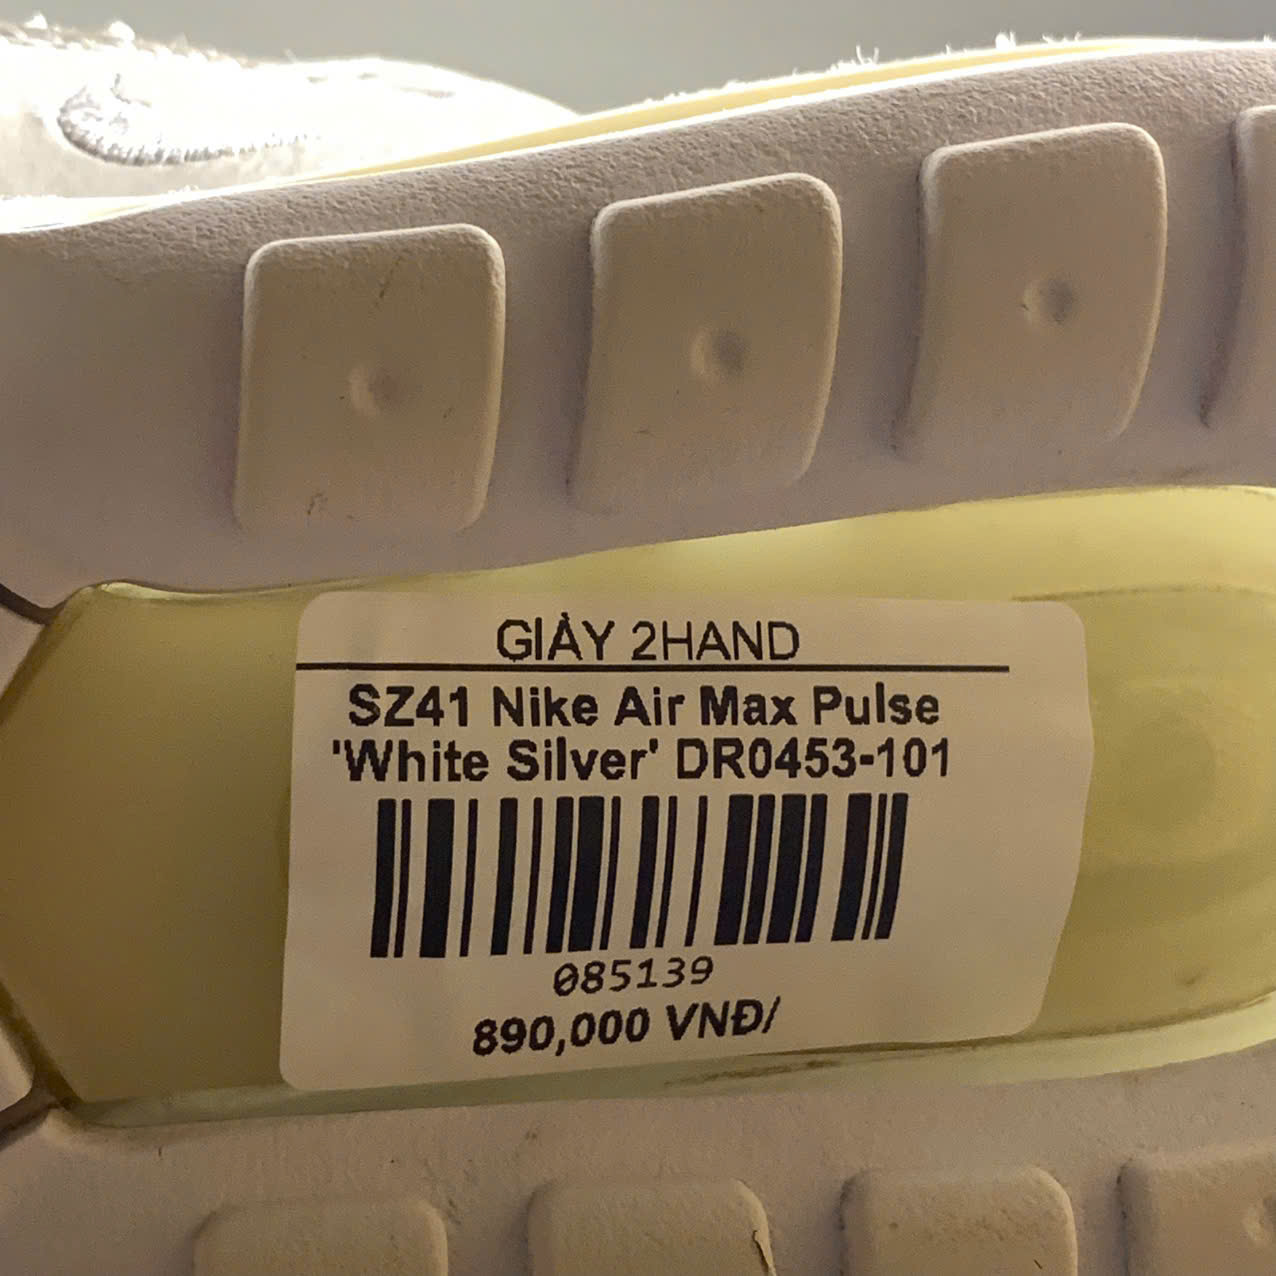 GIÀY 2HAND
SZ41 Nike Air Max Pulse
'White Silver' DR0453-101
085139
890,000 VNĐ/